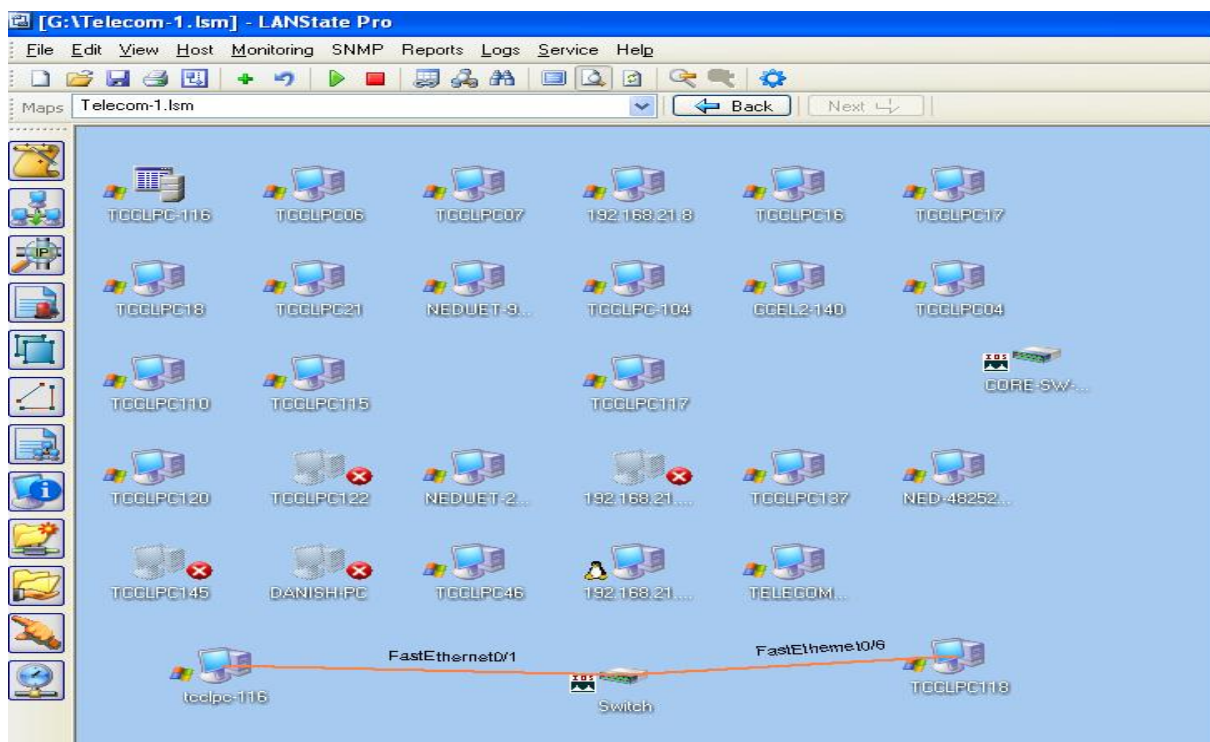 [G:\Telecom-1.lsm] - LANState Pro
File Edit View Host Monitoring SNMP Reports Logs Service Help
Maps Telecom-1.lsm Back Next
IP
TCCLPC-116 TCCLPC06 TCCLPC07 192.168.21.8 TCCLPC16 TCCLPC17
TCCLPC18 TCCLPC21 NEDUET-9... TCCLPC-104 CCEL2-140 TCCLPC04
IOS
CORE-SW-...
TCCLPC110 TCCLPC115 TCCLPC117
TCCLPC120 TCCLPC122 NEDUET-2... 192.168.21.... TCCLPC137 NED-48252...
TCCLPC145 DANISH-PC TCCLPC46 192.168.21.... TELECOM...
FastEthernet0/1 FastEthernet0/6
IOS
tcclpc-116 Switch TCCLPC118